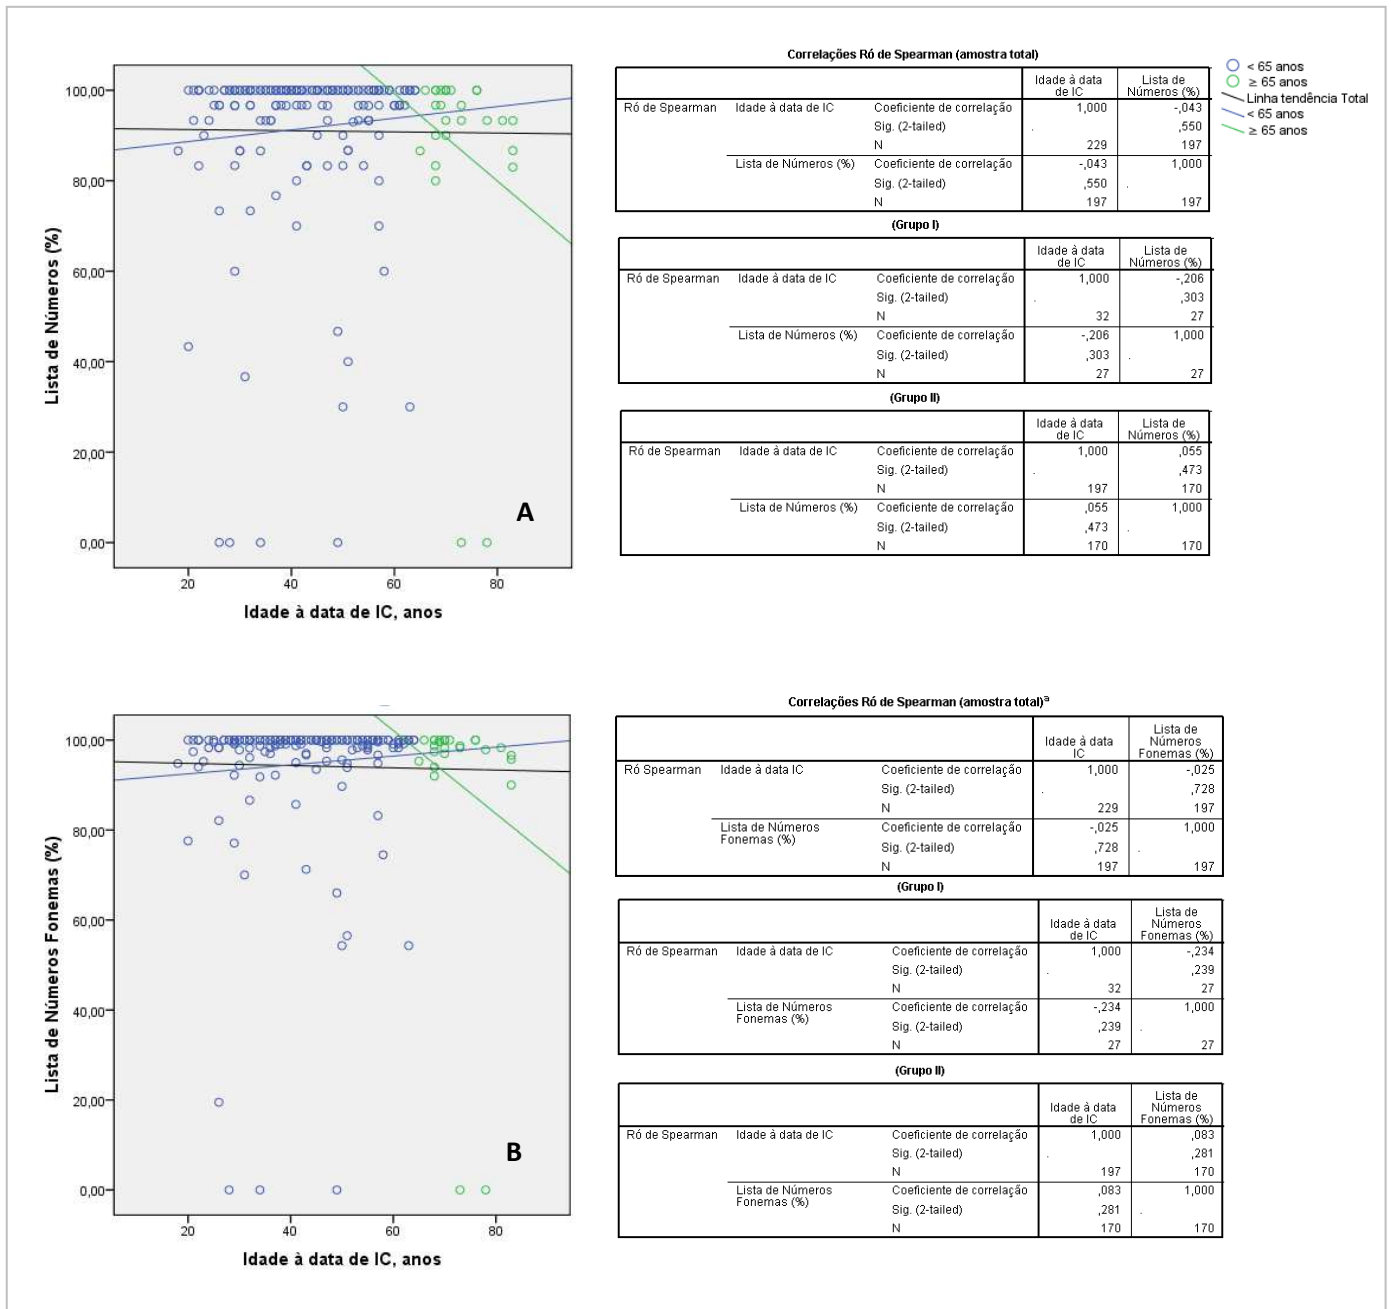 Correlações Ró de Spearman (amostra total)
Idade à data de IC Lista de Números (%)
Ró de Spearman Idade à data de IC Coeficiente de correlação 1,000 -,043
Sig. (2-tailed) . ,550
N 229 197
Lista de Números (%) Coeficiente de correlação -,043 1,000
Sig. (2-tailed) ,550 .
N 197 197
(Grupo I)
Idade à data de IC Lista de Números (%)
Ró de Spearman Idade à data de IC Coeficiente de correlação 1,000 -,206
Sig. (2-tailed) . ,303
N 32 27
Lista de Números (%) Coeficiente de correlação -,206 1,000
Sig. (2-tailed) ,303 .
N 27 27
(Grupo II)
Idade à data de IC Lista de Números (%)
Ró de Spearman Idade à data de IC Coeficiente de correlação 1,000 ,055
Sig. (2-tailed) . ,473
N 197 170
Lista de Números (%) Coeficiente de correlação ,055 1,000
Sig. (2-tailed) ,473 .
N 170 170
< 65 anos
≥ 65 anos
Linha tendência Total
< 65 anos
≥ 65 anos
Lista de Números (%)
100,00
80,00
60,00
40,00
20,00
0,00
A
20 40 60 80
Idade à data de IC, anos
Correlações Ró de Spearman (amostra total)ª
Idade à data IC Lista de Números Fonemas (%)
Ró Spearman Idade à data IC Coeficiente de correlação 1,000 -,025
Sig. (2-tailed) . ,728
N 229 197
Lista de Números Fonemas (%) Coeficiente de correlação -,025 1,000
Sig. (2-tailed) ,728 .
N 197 197
(Grupo I)
Idade à data de IC Lista de Números Fonemas (%)
Ró de Spearman Idade à data de IC Coeficiente de correlação 1,000 -,234
Sig. (2-tailed) . ,239
N 32 27
Lista de Números Fonemas (%) Coeficiente de correlação -,234 1,000
Sig. (2-tailed) ,239 .
N 27 27
(Grupo II)
Idade à data de IC Lista de Números Fonemas (%)
Ró de Spearman Idade à data de IC Coeficiente de correlação 1,000 ,083
Sig. (2-tailed) . ,281
N 197 170
Lista de Números Fonemas (%) Coeficiente de correlação ,083 1,000
Sig. (2-tailed) ,281 .
N 170 170
Lista de Números Fonemas (%)
100,00
80,00
60,00
40,00
20,00
0,00
B
20 40 60 80
Idade à data de IC, anos